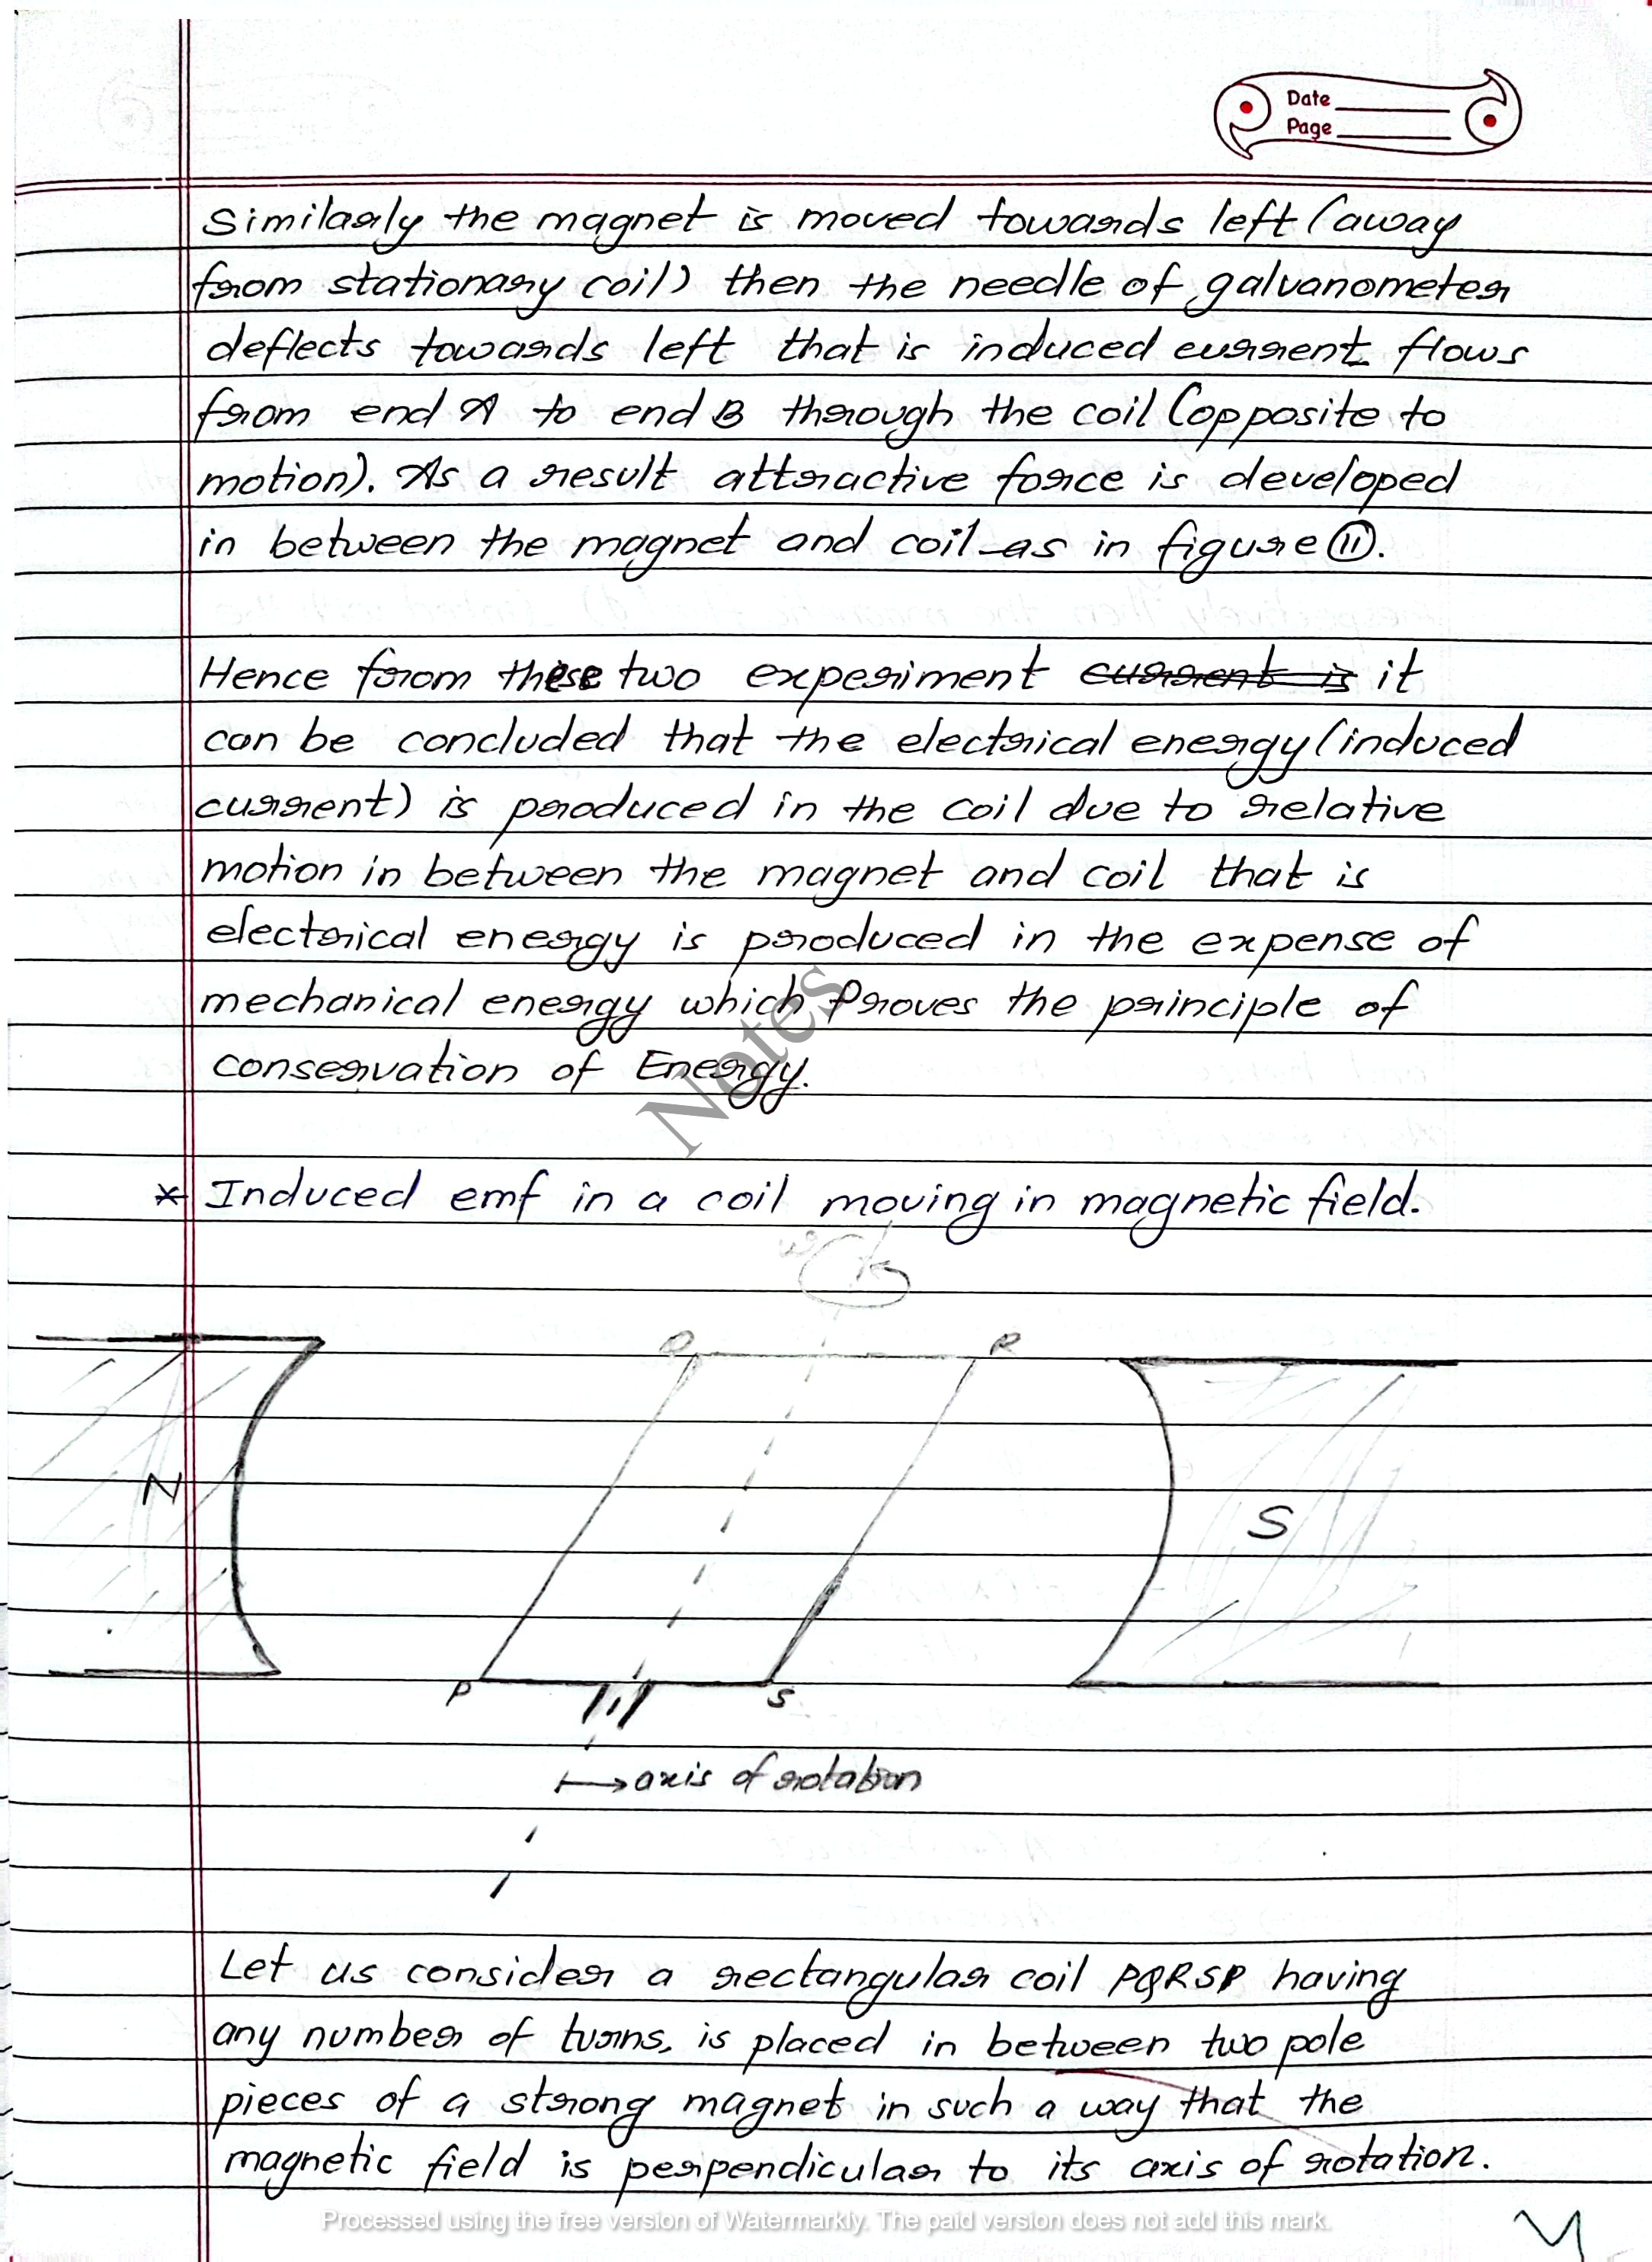 Date
Page
Similarly the magnet is moved towards left (away
from stationary coil) then the needle of galvanometer
deflects towards left that is induced current flows
from end A to end B through the coil (opposite to
motion). As a result attractive force is developed
in between the magnet and coil as in figure (ii).
Hence from these two experiment current is it
can be concluded that the electrical energy (induced
current) is produced in the coil due to relative
motion in between the magnet and coil that is
electrical energy is produced in the expense of
mechanical energy which Proves the principle of
conservation of Energy.
Notes
* Induced emf in a coil moving in magnetic field.
ω
Q R
N
S
P S
axis of rotation
Let us consider a rectangular coil PQRSP having
any number of turns, is placed in between two pole
pieces of a strong magnet in such a way that the
magnetic field is perpendicular to its axis of rotation.
Processed using the free version of Watermarkly. The paid version does not add this mark.